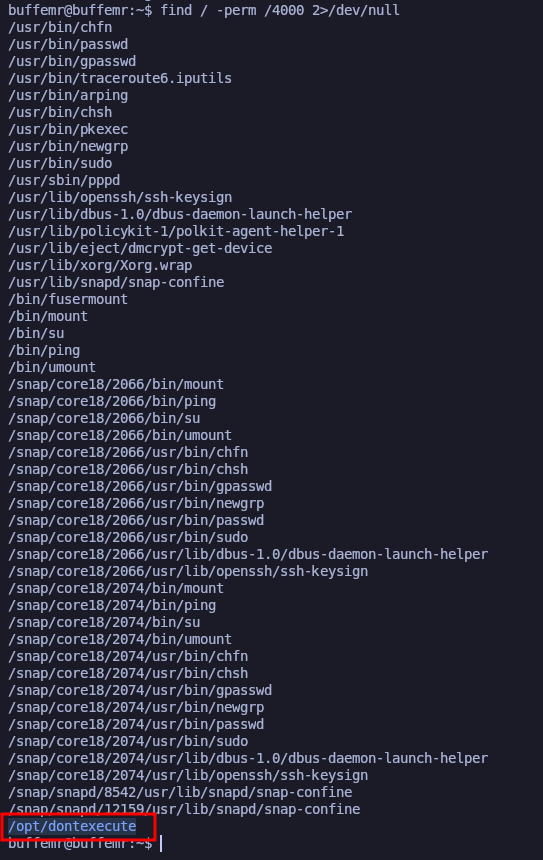 buffemr@buffemr:~$ find / -perm /4000 2>/dev/null
/usr/bin/chfn
/usr/bin/passwd
/usr/bin/gpasswd
/usr/bin/traceroute6.iputils
/usr/bin/arping
/usr/bin/chsh
/usr/bin/pkexec
/usr/bin/newgrp
/usr/bin/sudo
/usr/sbin/pppd
/usr/lib/openssh/ssh-keysign
/usr/lib/dbus-1.0/dbus-daemon-launch-helper
/usr/lib/policykit-1/polkit-agent-helper-1
/usr/lib/eject/dmcrypt-get-device
/usr/lib/xorg/Xorg.wrap
/usr/lib/snapd/snap-confine
/bin/fusermount
/bin/mount
/bin/su
/bin/ping
/bin/umount
/snap/core18/2066/bin/mount
/snap/core18/2066/bin/ping
/snap/core18/2066/bin/su
/snap/core18/2066/bin/umount
/snap/core18/2066/usr/bin/chfn
/snap/core18/2066/usr/bin/chsh
/snap/core18/2066/usr/bin/gpasswd
/snap/core18/2066/usr/bin/newgrp
/snap/core18/2066/usr/bin/passwd
/snap/core18/2066/usr/bin/sudo
/snap/core18/2066/usr/lib/dbus-1.0/dbus-daemon-launch-helper
/snap/core18/2066/usr/lib/openssh/ssh-keysign
/snap/core18/2074/bin/mount
/snap/core18/2074/bin/ping
/snap/core18/2074/bin/su
/snap/core18/2074/bin/umount
/snap/core18/2074/usr/bin/chfn
/snap/core18/2074/usr/bin/chsh
/snap/core18/2074/usr/bin/gpasswd
/snap/core18/2074/usr/bin/newgrp
/snap/core18/2074/usr/bin/passwd
/snap/core18/2074/usr/bin/sudo
/snap/core18/2074/usr/lib/dbus-1.0/dbus-daemon-launch-helper
/snap/core18/2074/usr/lib/openssh/ssh-keysign
/snap/snapd/8542/usr/lib/snapd/snap-confine
/snap/snapd/12159/usr/lib/snapd/snap-confine
/opt/dontexecute
buffemr@buffemr:~$